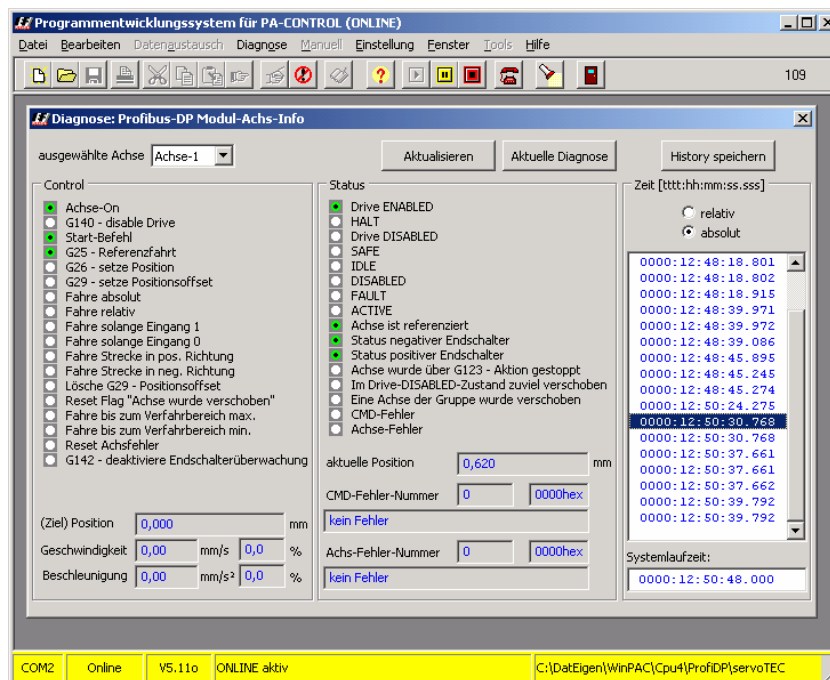 Programmentwicklungssystem für PA-CONTROL (ONLINE)
Datei Bearbeiten Datenaustausch Diagnose Manuell Einstellung Fenster Tools Hilfe
109
Diagnose: Profibus-DP Modul-Achs-Info
ausgewählte Achse Achse-1 Aktualisieren Aktuelle Diagnose History speichern
Control
Achse-On
G140 - disable Drive
Start-Befehl
G25 - Referenzfahrt
G26 - setze Position
G29 - setze Positionsoffset
Fahre absolut
Fahre relativ
Fahre solange Eingang 1
Fahre solange Eingang 0
Fahre Strecke in pos. Richtung
Fahre Strecke in neg. Richtung
Lösche G29 - Positionsoffset
Reset Flag "Achse wurde verschoben"
Fahre bis zum Verfahrbereich max.
Fahre bis zum Verfahrbereich min.
Reset Achsfehler
G142 - deaktiviere Endschalterüberwachung
(Ziel) Position 0,000 mm
Geschwindigkeit 0,00 mm/s 0,0 %
Beschleunigung 0,00 mm/s² 0,0 %
Status
Drive ENABLED
HALT
Drive DISABLED
SAFE
IDLE
DISABLED
FAULT
ACTIVE
Achse ist referenziert
Status negativer Endschalter
Status positiver Endschalter
Achse wurde über G123 - Aktion gestoppt
Im Drive-DISABLED-Zustand zuviel verschoben
Eine Achse der Gruppe wurde verschoben
CMD-Fehler
Achse-Fehler
aktuelle Position 0,620 mm
CMD-Fehler-Nummer 0 0000hex
kein Fehler
Achs-Fehler-Nummer 0 0000hex
kein Fehler
Zeit [tttt:hh:mm:ss.sss]
relativ
absolut
0000:12:48:18.801
0000:12:48:18.802
0000:12:48:18.915
0000:12:48:39.971
0000:12:48:39.972
0000:12:48:39.086
0000:12:48:45.895
0000:12:48:45.245
0000:12:48:45.274
0000:12:50:24.275
0000:12:50:30.768
0000:12:50:30.768
0000:12:50:37.661
0000:12:50:37.661
0000:12:50:37.662
0000:12:50:39.792
0000:12:50:39.792
Systemlaufzeit:
0000:12:50:48.000
COM2 Online V5.11o ONLINE aktiv C:\DatEigen\WinPAC\Cpu4\ProfiDP\servoTEC